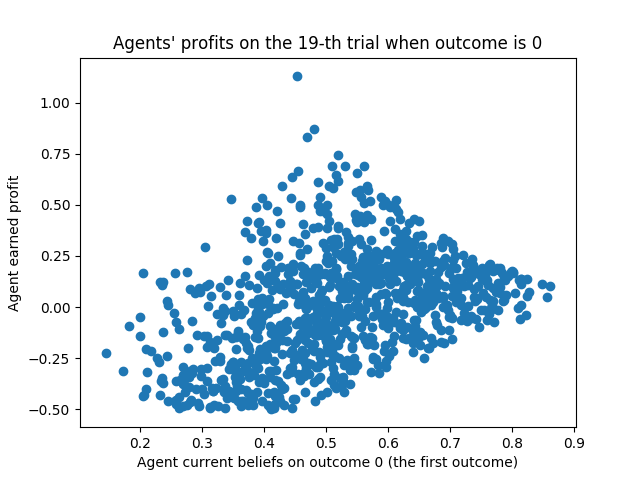 Agents' profits on the 19-th trial when outcome is 0
Agent earned profit
1.00
0.75
0.50
0.25
0.00
−0.25
−0.50
0.2 0.3 0.4 0.5 0.6 0.7 0.8 0.9
Agent current beliefs on outcome 0 (the first outcome)